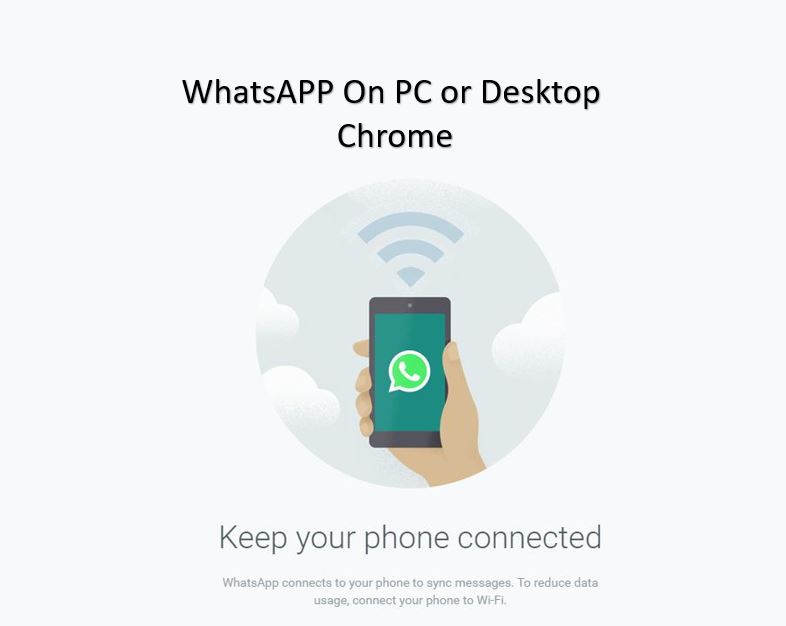 WhatsAPP On PC or Desktop
Chrome
Keep your phone connected
WhatsApp connects to your phone to sync messages. To reduce data
usage, connect your phone to Wi-Fi.